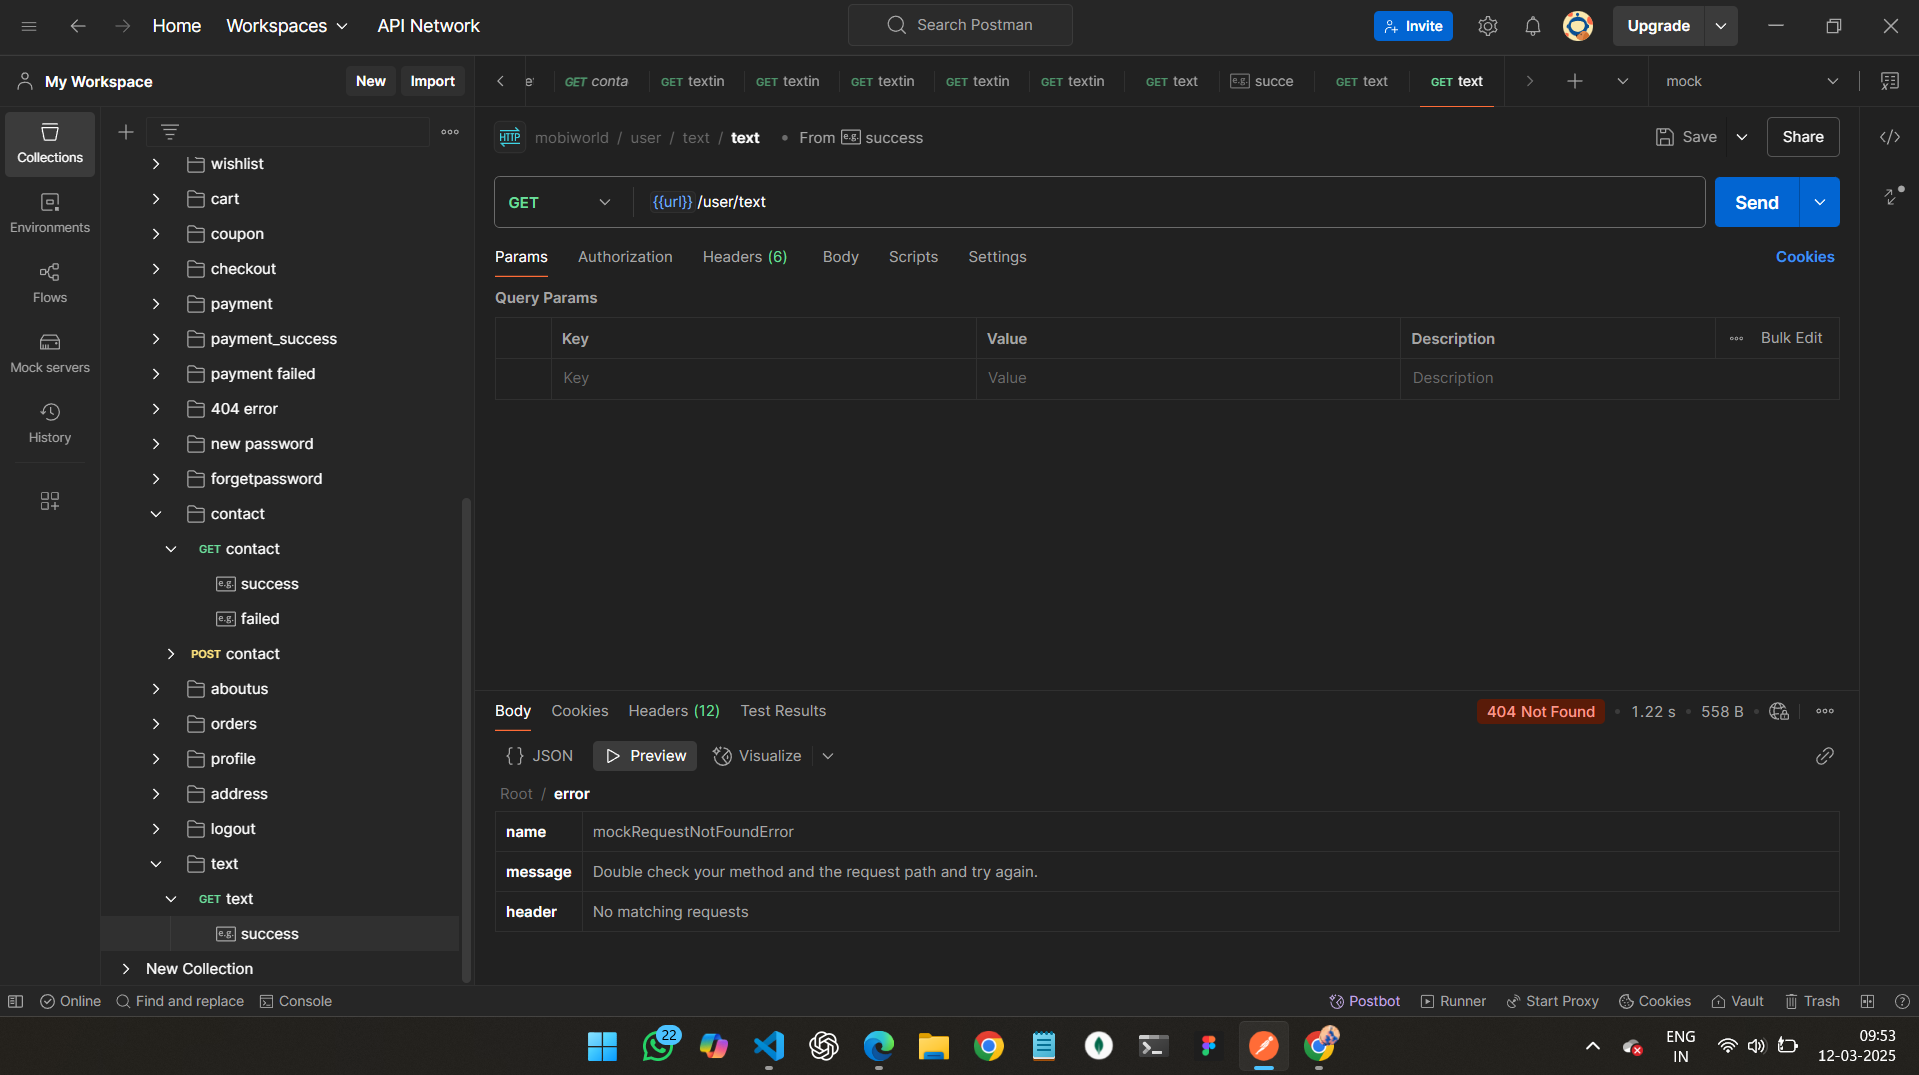 Home
Workspaces
API Network
Search Postman
Invite
Upgrade
My Workspace
New
Import
GET conta
GET textin
GET textin
GET textin
GET textin
GET textin
GET text
e.g. succe
GET text
GET text
mock
Collections
Environments
Flows
Mock servers
History
wishlist
cart
coupon
checkout
payment
payment_success
payment failed
404 error
new password
forgetpassword
contact
GET contact
e.g. success
e.g. failed
POST contact
aboutus
orders
profile
address
logout
text
GET text
e.g. success
New Collection
HTTP mobiworld / user / text / text • From e.g. success
Save
Share
GET
{{url}} /user/text
Send
Params
Authorization
Headers (6)
Body
Scripts
Settings
Cookies
Query Params
Key
Value
Description
Bulk Edit
Key
Value
Description
Body
Cookies
Headers (12)
Test Results
404 Not Found • 1.22 s • 558 B
{} JSON
Preview
Visualize
Root / error
name
mockRequestNotFoundError
message
Double check your method and the request path and try again.
header
No matching requests
Online
Find and replace
Console
Postbot
Runner
Start Proxy
Cookies
Vault
Trash
22
ENG
IN
09:53
12-03-2025